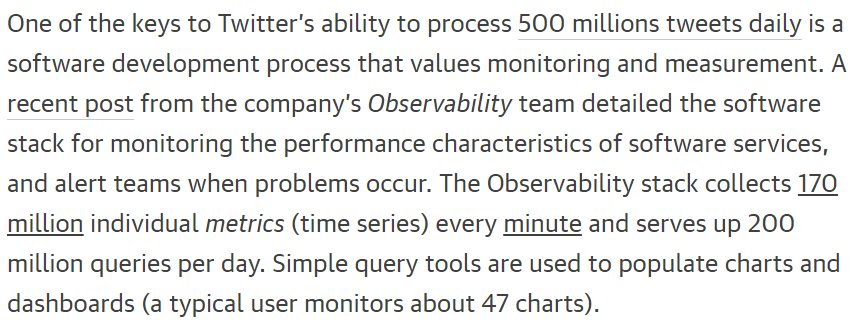 One of the keys to Twitter's ability to process 500 millions tweets daily is a
software development process that values monitoring and measurement. A
recent post from the company's Observability team detailed the software
stack for monitoring the performance characteristics of software services,
and alert teams when problems occur. The Observability stack collects 170
million individual metrics (time series) every minute and serves up 200
million queries per day. Simple query tools are used to populate charts and
dashboards (a typical user monitors about 47 charts).